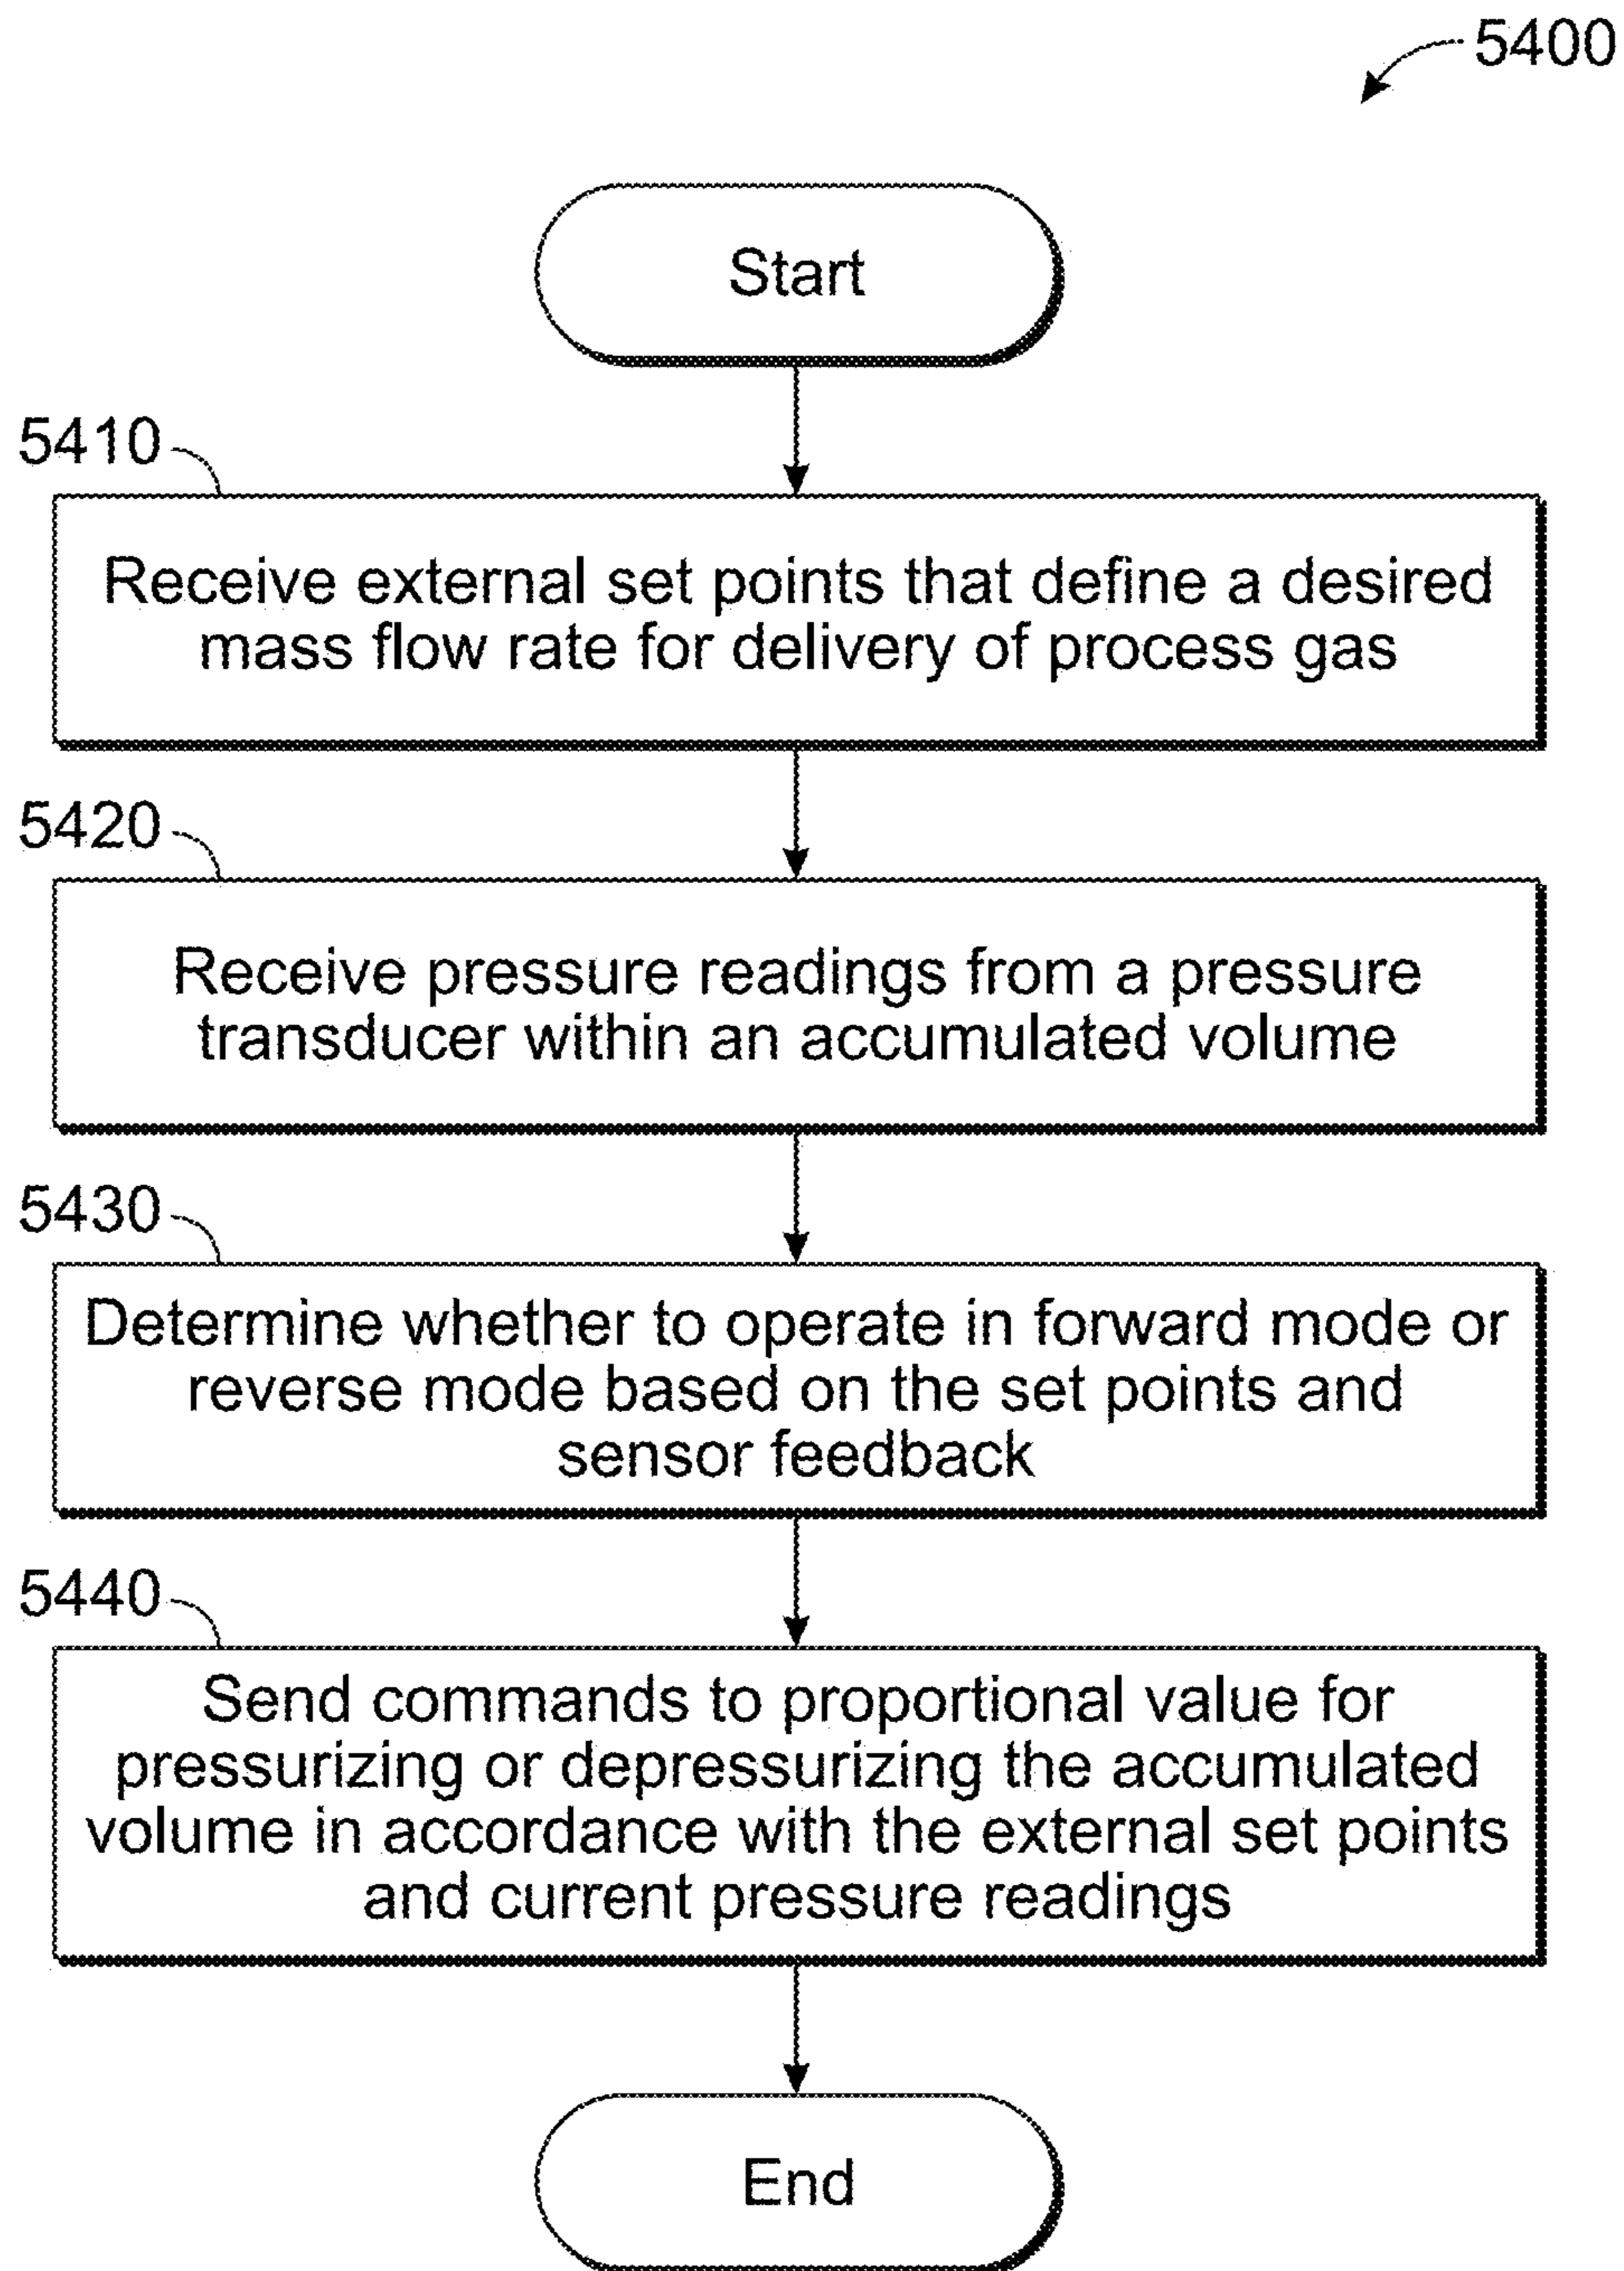 5400
Start
5410
Receive external set points that define a desired
mass flow rate for delivery of process gas
5420
Receive pressure readings from a pressure
transducer within an accumulated volume
5430
Determine whether to operate in forward mode or
reverse mode based on the set points and
sensor feedback
5440
Send commands to proportional value for
pressurizing or depressurizing the accumulated
volume in accordance with the external set points
and current pressure readings
End